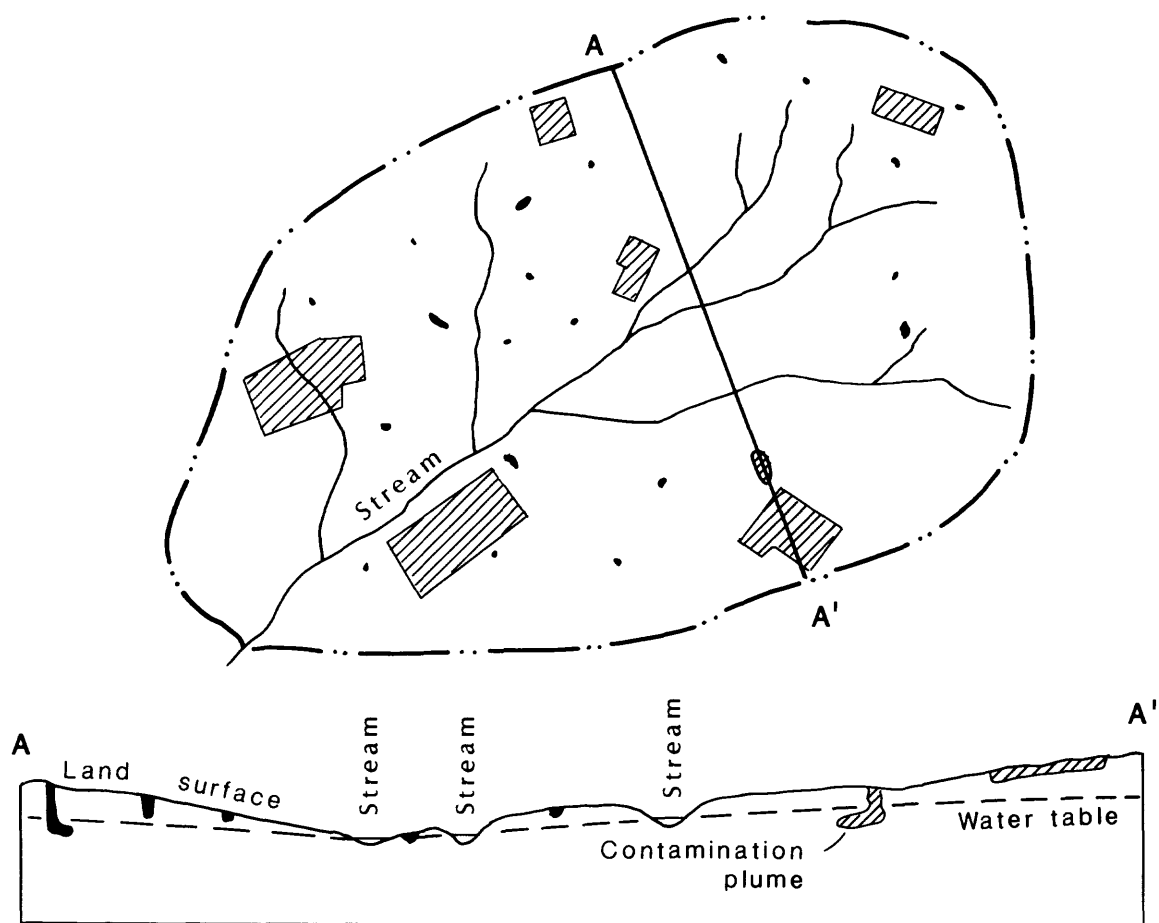 A
Stream
A'
A
Land surface
Stream
Stream
Stream
A'
Water table
Contamination
plume